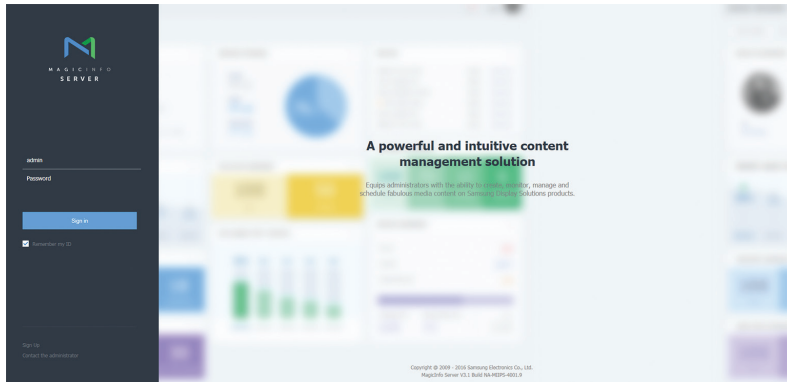 MAGICINFO
SERVER
admin
Password
Sign in
Remember my ID
Sign Up
Contact the administrator
A powerful and intuitive content
management solution
Equips administrators with the ability to create, monitor, manage and
schedule fabulous media content on Samsung Display Solutions products.
Copyright @ 2009 - 2016 Samsung Electronics Co., Ltd.
MagicInfo Server V3.1 Build NA-MIIPS-4001.9